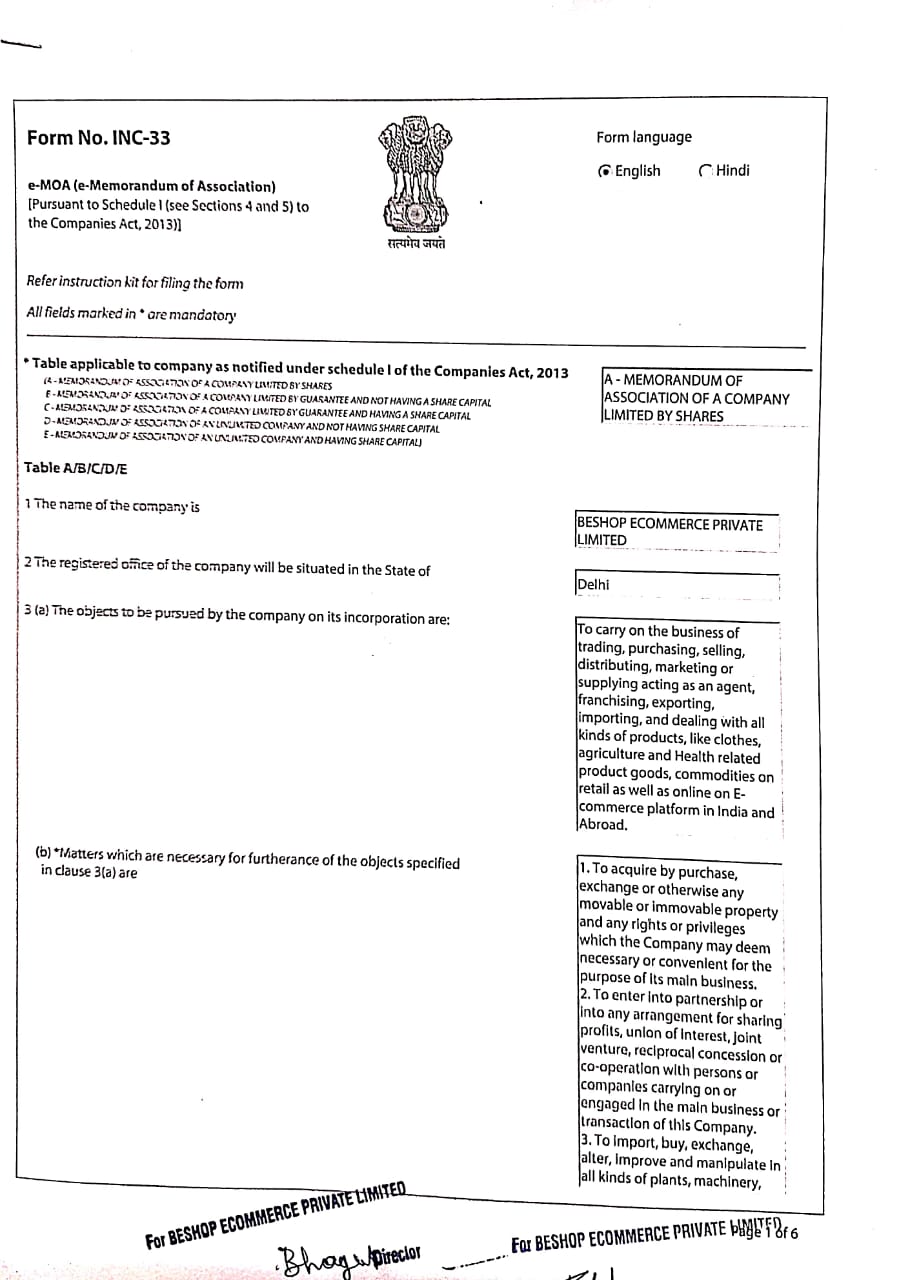 Form No. INC-33
e-MOA (e-Memorandum of Association)
[Pursuant to Schedule I (see Sections 4 and 5) to
the Companies Act, 2013)]
सत्यमेव जयते
Form language
English Hindi
Refer instruction kit for filing the form
All fields marked in * are mandatory
* Table applicable to company as notified under schedule I of the Companies Act, 2013
(A - MEMORANDUM OF ASSOCIATION OF A COMPANY LIMITED BY SHARES
B - MEMORANDUM OF ASSOCIATION OF A COMPANY LIMITED BY GUARANTEE AND NOT HAVING A SHARE CAPITAL
C - MEMORANDUM OF ASSOCIATION OF A COMPANY LIMITED BY GUARANTEE AND HAVING A SHARE CAPITAL
D - MEMORANDUM OF ASSOCIATION OF AN UNLIMITED COMPANY AND NOT HAVING SHARE CAPITAL
E - MEMORANDUM OF ASSOCIATION OF AN UNLIMITED COMPANY AND HAVING SHARE CAPITAL)
A - MEMORANDUM OF
ASSOCIATION OF A COMPANY
LIMITED BY SHARES
Table A/B/C/D/E
1 The name of the company is
BESHOP ECOMMERCE PRIVATE
LIMITED
2 The registered office of the company will be situated in the State of
Delhi
3 (a) The objects to be pursued by the company on its incorporation are:
To carry on the business of
trading, purchasing, selling,
distributing, marketing or
supplying acting as an agent,
franchising, exporting,
importing, and dealing with all
kinds of products, like clothes,
agriculture and Health related
product goods, commodities on
retail as well as online on E-
commerce platform in India and
Abroad.
(b) *Matters which are necessary for furtherance of the objects specified
in clause 3(a) are
1. To acquire by purchase,
exchange or otherwise any
movable or immovable property
and any rights or privileges
which the Company may deem
necessary or convenient for the
purpose of its main business.
2. To enter into partnership or
into any arrangement for sharing
profits, union of interest, joint
venture, reciprocal concession or
co-operation with persons or
companies carrying on or
engaged in the main business or
transaction of this Company.
3. To import, buy, exchange,
alter, improve and manipulate in
all kinds of plants, machinery,
For BESHOP ECOMMERCE PRIVATE LIMITED
Director
For BESHOP ECOMMERCE PRIVATE LIMITED
Page 1 of 6